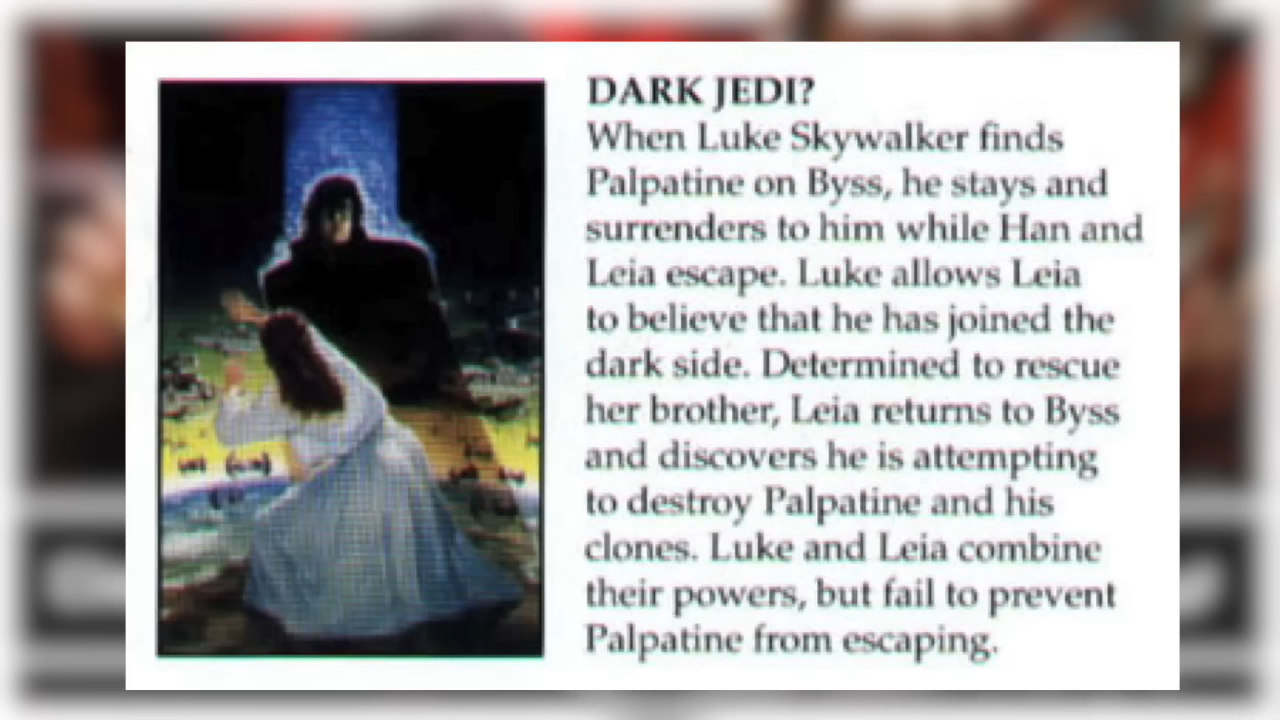 DARK JEDI?
When Luke Skywalker finds
Palpatine on Byss, he stays and
surrenders to him while Han and
Leia escape. Luke allows Leia
to believe that he has joined the
dark side. Determined to rescue
her brother, Leia returns to Byss
and discovers he is attempting
to destroy Palpatine and his
clones. Luke and Leia combine
their powers, but fail to prevent
Palpatine from escaping.